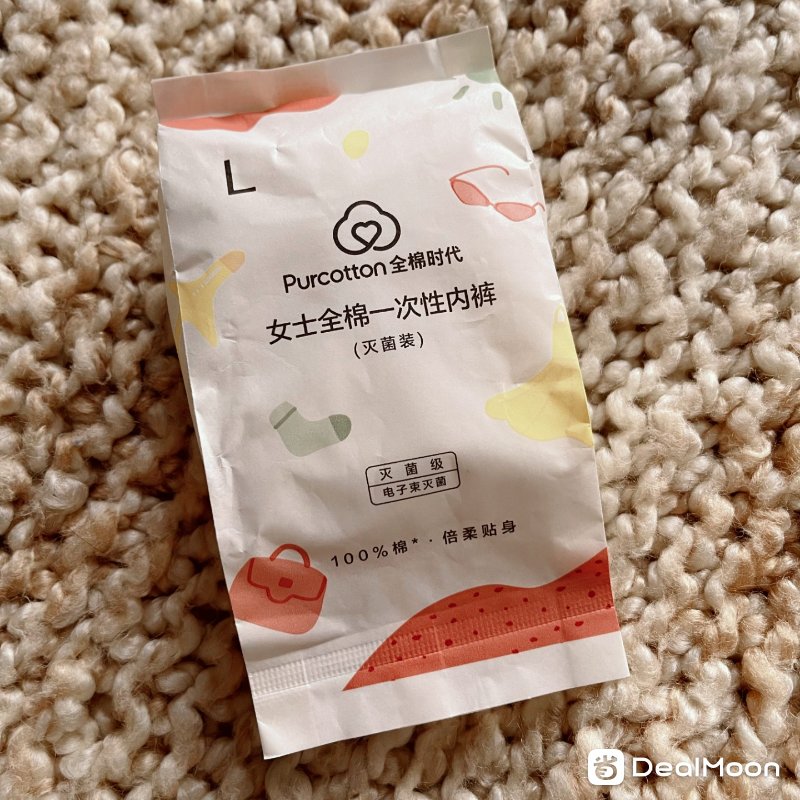 L
Purcotton 全棉时代
女士全棉一次性内裤
(灭菌装)
灭菌级
电子束灭菌
100%棉*·倍柔贴身
DealMoon